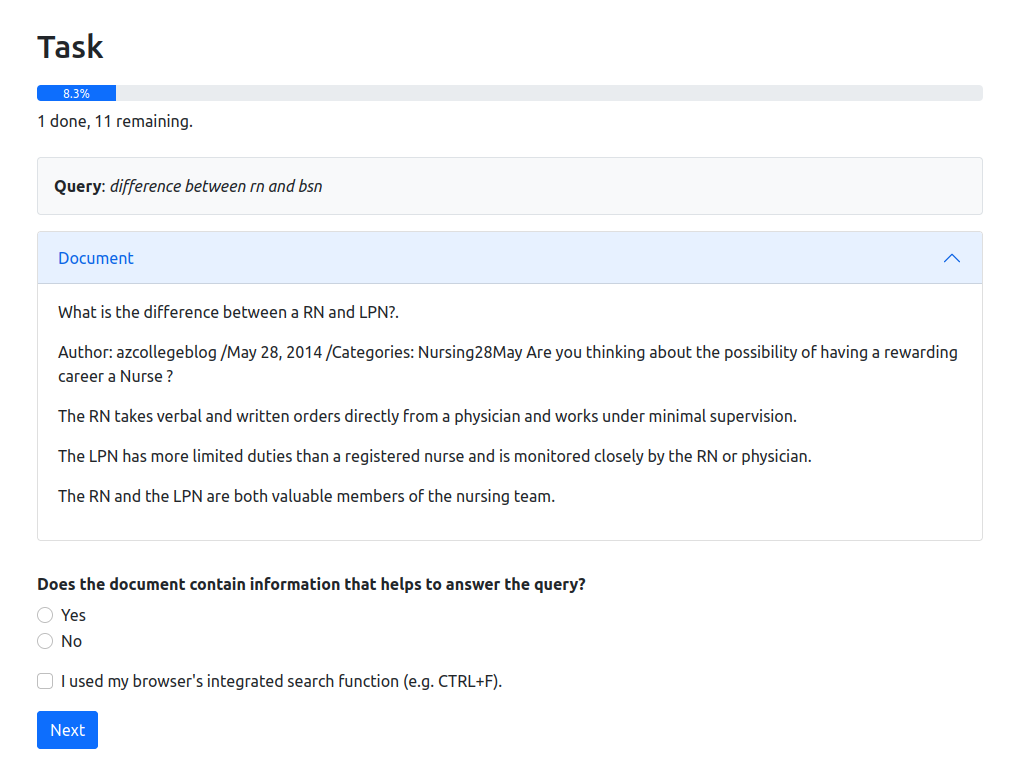 Task
8.3%
1 done, 11 remaining.
Query: difference between rn and bsn
Document
What is the difference between a RN and LPN?.
Author: azcollegeblog /May 28, 2014 /Categories: Nursing28May Are you thinking about the possibility of having a rewarding
career a Nurse ?
The RN takes verbal and written orders directly from a physician and works under minimal supervision.
The LPN has more limited duties than a registered nurse and is monitored closely by the RN or physician.
The RN and the LPN are both valuable members of the nursing team.
Does the document contain information that helps to answer the query?
Yes
No
I used my browser's integrated search function (e.g. CTRL+F).
Next